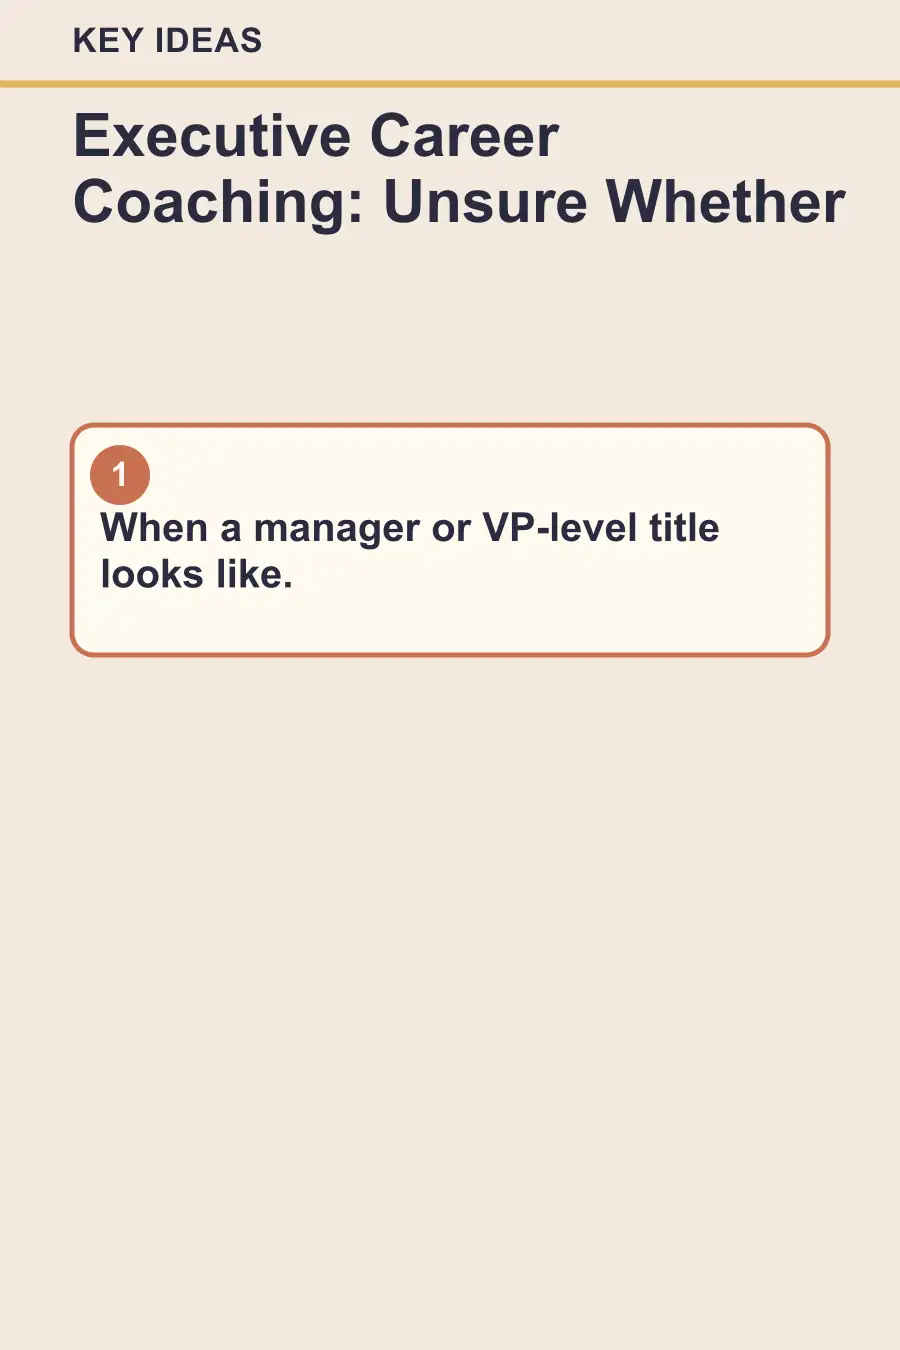 KEY IDEAS
Executive Career
Coaching: Unsure Whether
1
When a manager or VP-level title
looks like.